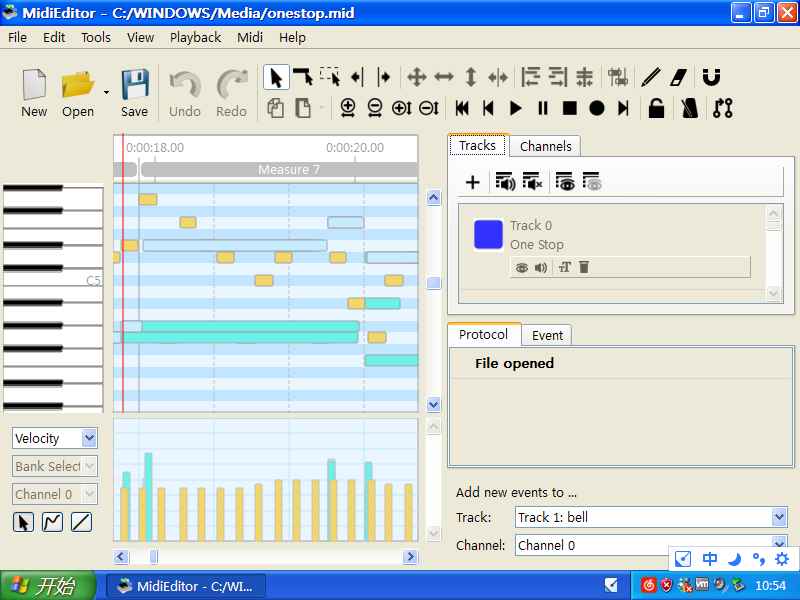 MidiEditor - C:/WINDOWS/Media/onestop.mid
File Edit Tools View Playback Midi Help
New Open Save Undo Redo
0:00:18.00 0:00:20.00
Measure 7
C5
Tracks Channels
Track 0
One Stop
Protocol Event
File opened
Velocity
Bank Select
Channel 0
Add new events to ...
Track: Track 1: bell
Channel: Channel 0
中
开始 MidiEditor - C:/WI... 10:54